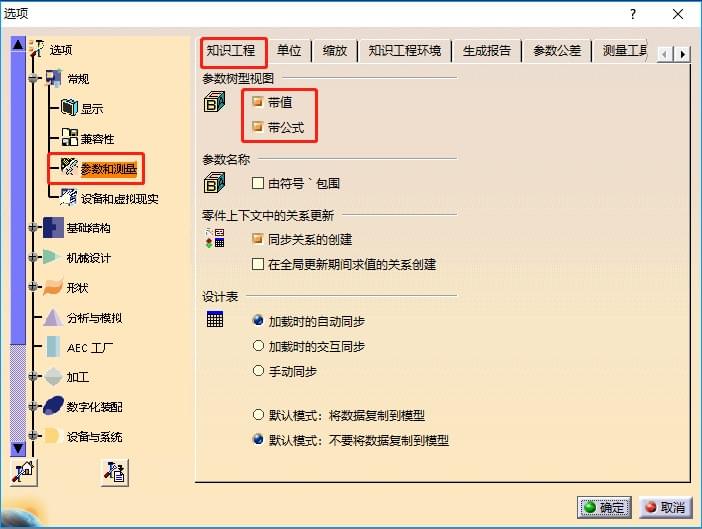 选项
选项
常规
显示
兼容性
参数和测量
设备和虚拟现实
基础结构
机械设计
形状
分析与模拟
AEC 工厂
加工
数字化装配
设备与系统
知识工程 单位 缩放 知识工程环境 生成报告 参数公差 测量工具
参数树型视图
带值
带公式
参数名称
由符号`包围
零件上下文中的关系更新
同步关系的创建
在全局更新期间求值的关系创建
设计表
加载时的自动同步
加载时的交互同步
手动同步
默认模式：将数据复制到模型
默认模式：不要将数据复制到模型
确定 取消